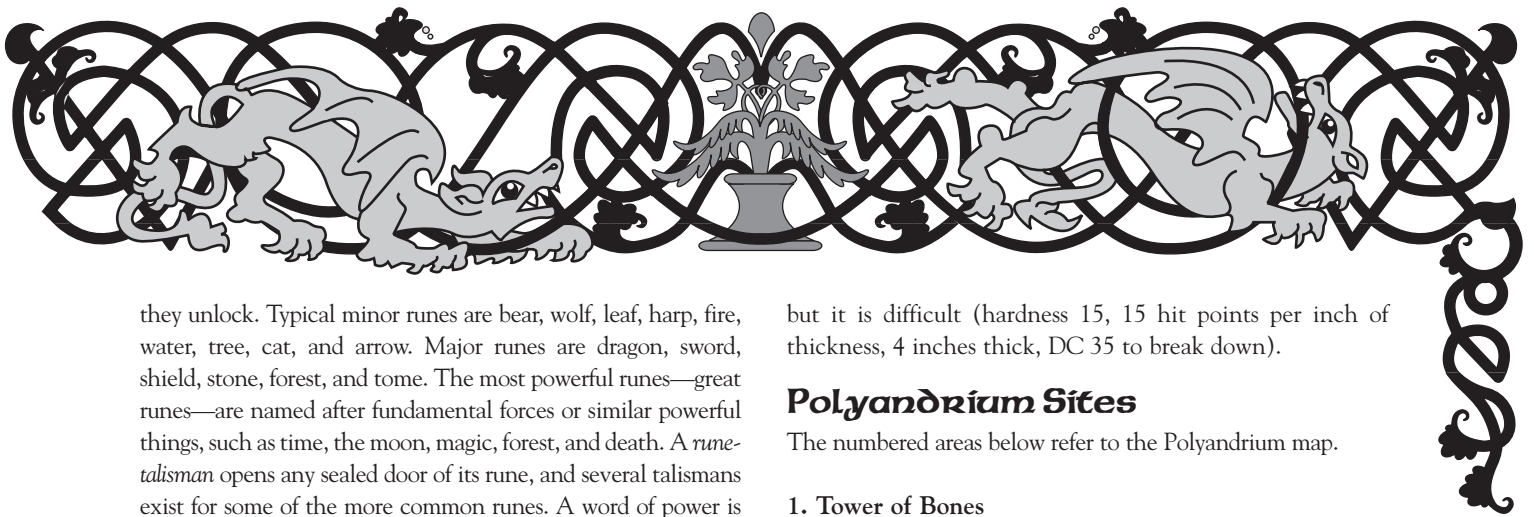 they unlock. Typical minor runes are bear, wolf, leaf, harp, fire,
water, tree, cat, and arrow. Major runes are dragon, sword,
shield, stone, forest, and tome. The most powerful runes—great
runes—are named after fundamental forces or similar powerful
things, such as time, the moon, magic, forest, and death. A rune-
talisman opens any sealed door of its rune, and several talismans
exist for some of the more common runes. A word of power is
but it is difficult (hardness 15, 15 hit points per inch of
thickness, 4 inches thick, DC 35 to break down).
Polyandrium Sites
The numbered areas below refer to the Polyandrium map.
1. Tower of Bones